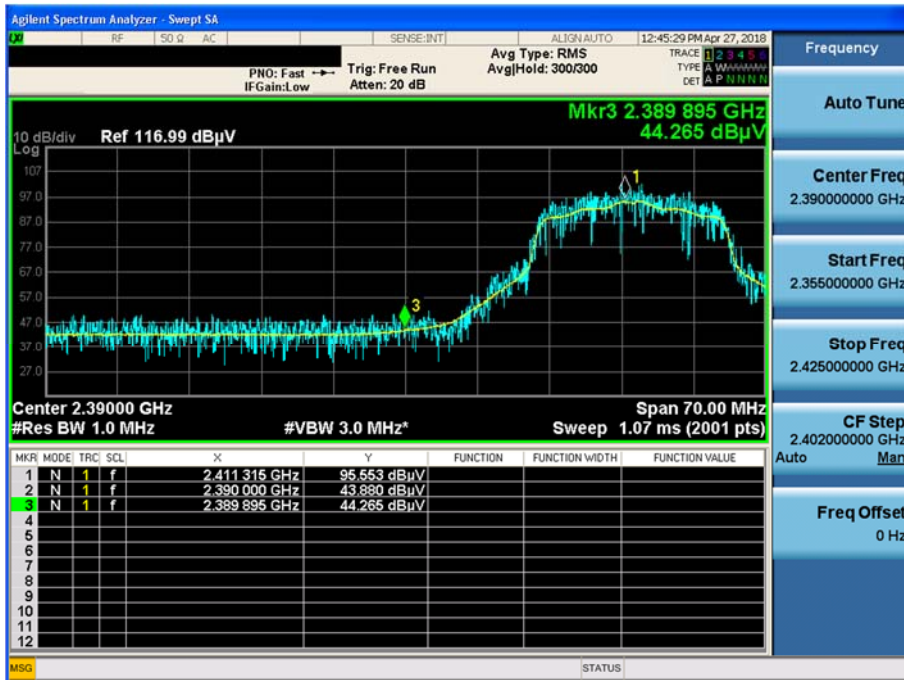 Agilent Spectrum Analyzer - Swept SA
LXI RF 50 Ω AC SENSE:INT ALIGN AUTO 12:45:29 PM Apr 27, 2018
PNO: Fast Trig: Free Run Avg Type: RMS TRACE 1 2 3 4 5 6
IFGain:Low Atten: 20 dB Avg|Hold: 300/300 TYPE A WWWWW
DET A P N N N N
Mkr3 2.389 895 GHz
44.265 dBµV
10 dB/div Ref 116.99 dBµV
Log
107
97.0
87.0
77.0
67.0
57.0
47.0
37.0
27.0
1
3
Center 2.39000 GHz Span 70.00 MHz
#Res BW 1.0 MHz #VBW 3.0 MHz* Sweep 1.07 ms (2001 pts)
MKR MODE TRC SCL X Y FUNCTION FUNCTION WIDTH FUNCTION VALUE
1 N 1 f 2.411 315 GHz 95.553 dBµV
2 N 1 f 2.390 000 GHz 43.880 dBµV
3 N 1 f 2.389 895 GHz 44.265 dBµV
4
5
6
7
8
9
10
11
12
MSG STATUS
Frequency
Auto Tune
Center Freq
2.390000000 GHz
Start Freq
2.355000000 GHz
Stop Freq
2.425000000 GHz
CF Step
2.402000000 GHz
Auto Man
Freq Offset
0 Hz